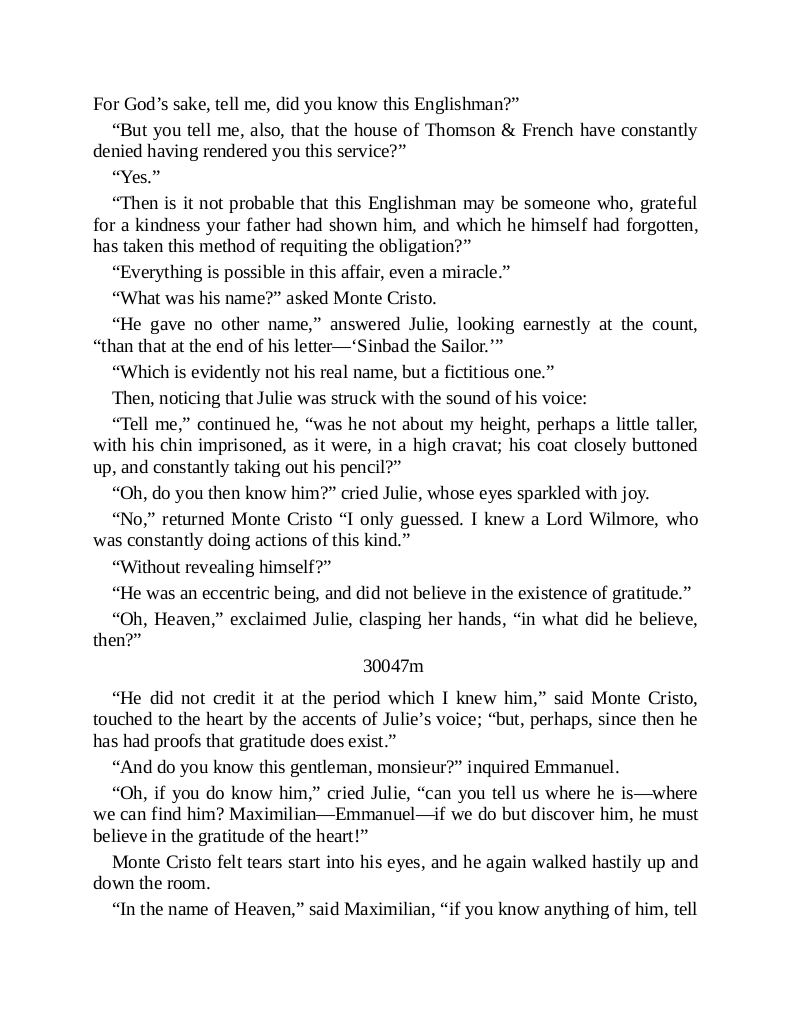 For God’s sake, tell me, did you know this Englishman?”
“But you tell me, also, that the house of Thomson & French have constantly
denied having rendered you this service?”
“Yes.”
“Then is it not probable that this Englishman may be someone who, grateful
for a kindness your father had shown him, and which he himself had forgotten,
has taken this method of requiting the obligation?”
“Everything is possible in this affair, even a miracle.”
“What was his name?” asked Monte Cristo.
“He gave no other name,” answered Julie, looking earnestly at the count,
“than that at the end of his letter—‘Sinbad the Sailor.’”
“Which is evidently not his real name, but a fictitious one.”
Then, noticing that Julie was struck with the sound of his voice:
“Tell me,” continued he, “was he not about my height, perhaps a little taller,
with his chin imprisoned, as it were, in a high cravat; his coat closely buttoned
up, and constantly taking out his pencil?”
“Oh, do you then know him?” cried Julie, whose eyes sparkled with joy.
“No,” returned Monte Cristo “I only guessed. I knew a Lord Wilmore, who
was constantly doing actions of this kind.”
“Without revealing himself?”
“He was an eccentric being, and did not believe in the existence of gratitude.”
“Oh, Heaven,” exclaimed Julie, clasping her hands, “in what did he believe,
then?”
30047m
“He did not credit it at the period which I knew him,” said Monte Cristo,
touched to the heart by the accents of Julie’s voice; “but, perhaps, since then he
has had proofs that gratitude does exist.”
“And do you know this gentleman, monsieur?” inquired Emmanuel.
“Oh, if you do know him,” cried Julie, “can you tell us where he is—where
we can find him? Maximilian—Emmanuel—if we do but discover him, he must
believe in the gratitude of the heart!”
Monte Cristo felt tears start into his eyes, and he again walked hastily up and
down the room.
“In the name of Heaven,” said Maximilian, “if you know anything of him, tell